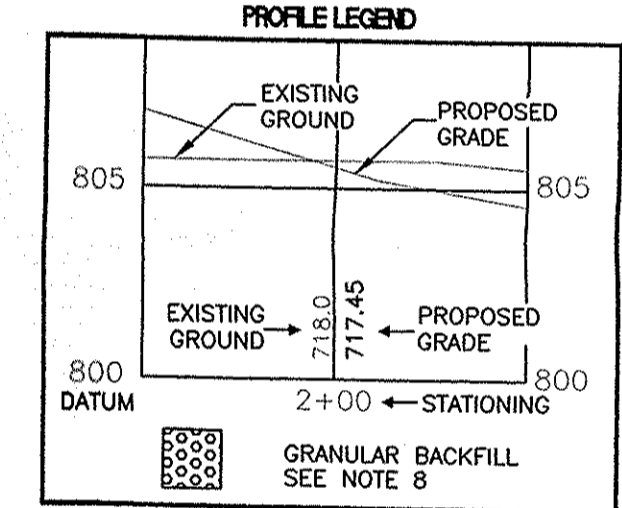 PROFILE LEGEND
EXISTING
GROUND
PROPOSED
GRADE
805
805
EXISTING
GROUND
718.0
717.45
PROPOSED
GRADE
800
800
DATUM
2+00
STATIONING
GRANULAR BACKFILL
SEE NOTE 8